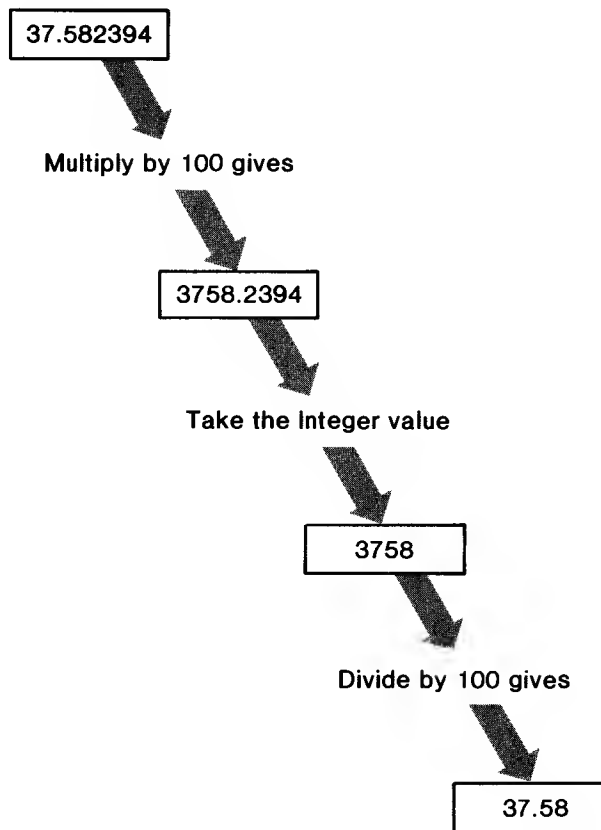 37.582394
Multiply by 100 gives
3758.2394
Take the Integer value
3758
Divide by 100 gives
37.58